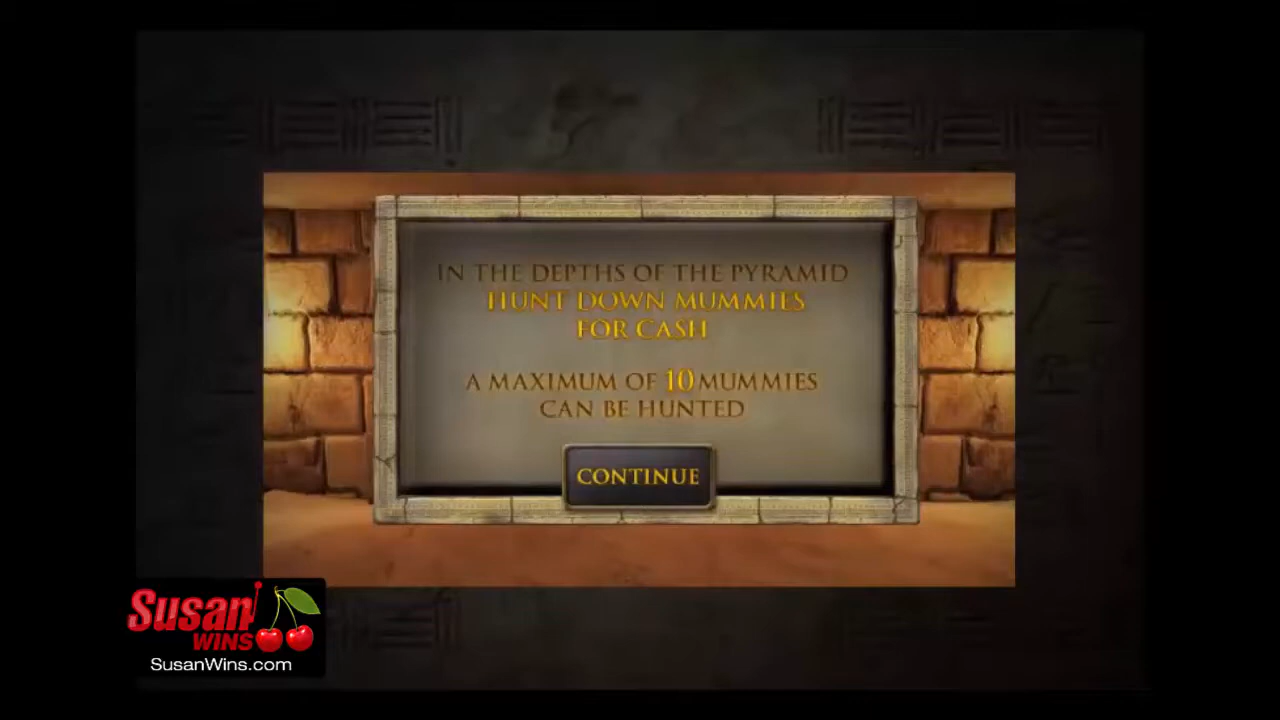 IN THE DEPTHS OF THE PYRAMID
HUNT DOWN MUMMIES
FOR CASH
A MAXIMUM OF 10 MUMMIES
CAN BE HUNTED
CONTINUE
Susan
WINS
SusanWins.com